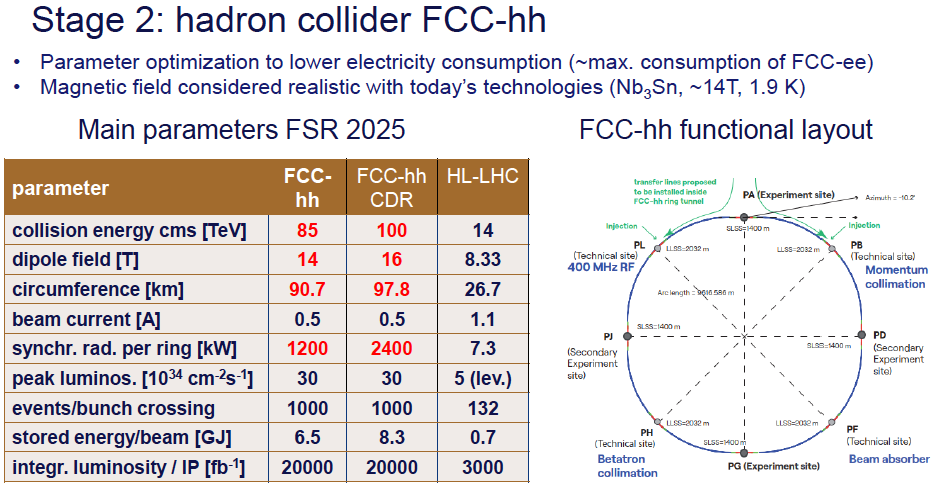 Stage 2: hadron collider FCC-hh
• Parameter optimization to lower electricity consumption (~max. consumption of FCC-ee)
• Magnetic field considered realistic with today's technologies (Nb3Sn, ~14T, 1.9 K)
Main parameters FSR 2025
parameter FCC-hh FCC-hh CDR HL-LHC
collision energy cms [TeV] 85 100 14
dipole field [T] 14 16 8.33
circumference [km] 90.7 97.8 26.7
beam current [A] 0.5 0.5 1.1
synchr. rad. per ring [kW] 1200 2400 7.3
peak luminos. [10^34 cm^-2s^-1] 30 30 5 (lev.)
events/bunch crossing 1000 1000 132
stored energy/beam [GJ] 6.5 8.3 0.7
integr. luminosity / IP [fb^-1] 20000 20000 3000
FCC-hh functional layout
transfer lines proposed
to be installed inside
FCC-hh ring tunnel
PA (Experiment site)
Azimuth = -10.2°
Injection
SLSS=1400 m
Injection
PL
(Technical site)
400 MHz RF
LLSS=2032 m
LLSS=2032 m
PB
(Technical site)
Momentum
collimation
Arc length = 9616.586 m
PJ
(Secondary
Experiment
site)
SLSS=1400 m
SLSS=1400 m
PD
(Secondary
Experiment
site)
PH
(Technical site)
Betatron
collimation
LLSS=2032 m
LLSS=2032 m
PF
(Technical site)
Beam absorber
SLSS=1400 m
PG (Experiment site)